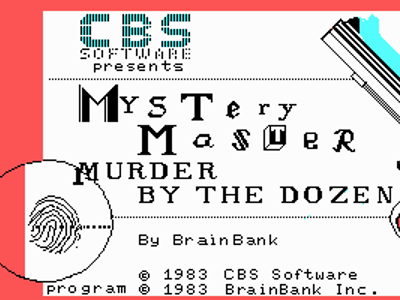 CBS
SOFTWARE
presents
MYSTery
MaSteR
MURDER
BY THE DOZEN
By BrainBank
© 1983 CBS Software
program © 1983 BrainBank Inc.